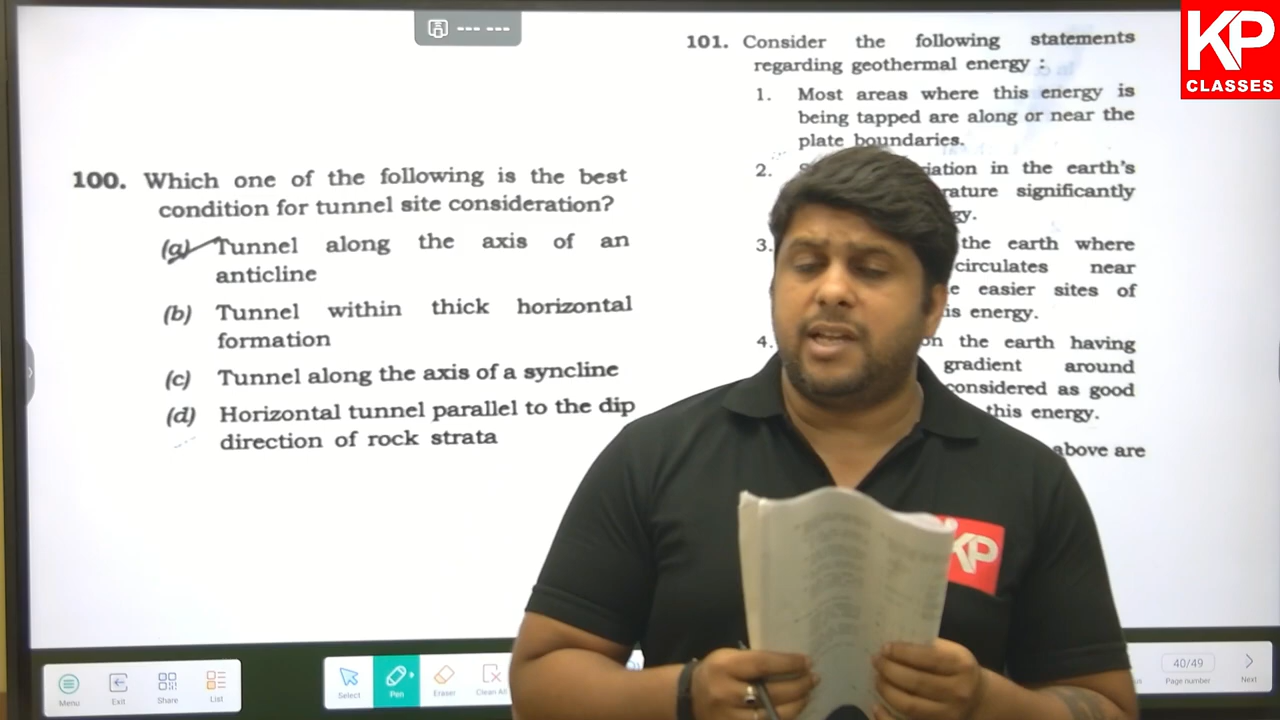 100. Which one of the following is the best
condition for tunnel site consideration?
(a) Tunnel along the axis of an
anticline
(b) Tunnel within thick horizontal
formation
(c) Tunnel along the axis of a syncline
(d) Horizontal tunnel parallel to the dip
direction of rock strata
101. Consider the following statements
regarding geothermal energy :
1. Most areas where this energy is
being tapped are along or near the
plate boundaries.
2. in the earth's
significantly
3. the earth where
circulates near
easier sites of
energy.
4. the earth having
gradient around
considered as good
this energy.
above are
KP
CLASSES
KP
Menu
Exit
Share
List
Select
Pen
Eraser
Clean All
40/49
Page number
Next